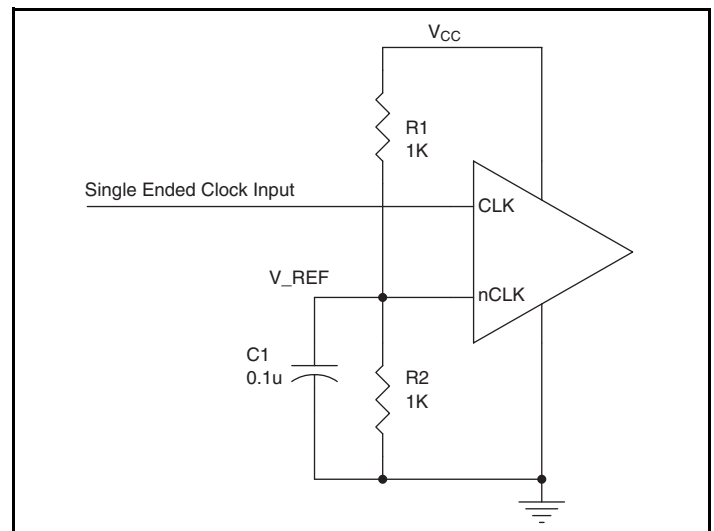 VCC
R1
1K
Single Ended Clock Input
CLK
V_REF
nCLK
C1
0.1u
R2
1K